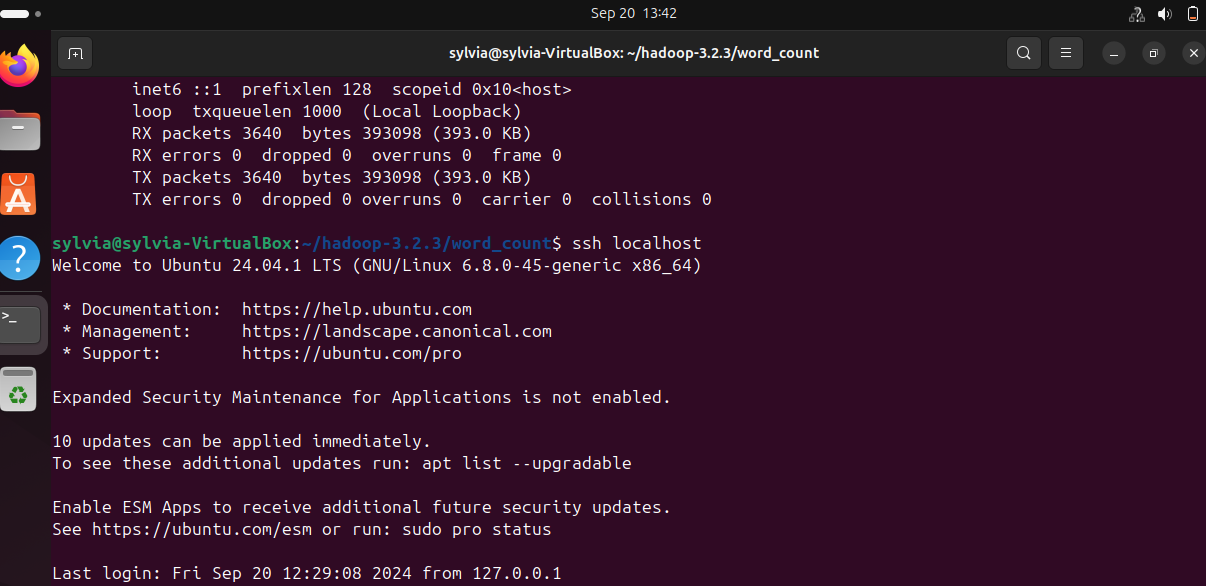 Sep 20 13:42
sylvia@sylvia-VirtualBox: ~/hadoop-3.2.3/word_count
inet6 ::1  prefixlen 128  scopeid 0x10<host>
loop  txqueuelen 1000  (Local Loopback)
RX packets 3640  bytes 393098 (393.0 KB)
RX errors 0  dropped 0  overruns 0  frame 0
TX packets 3640  bytes 393098 (393.0 KB)
TX errors 0  dropped 0 overruns 0  carrier 0  collisions 0
sylvia@sylvia-VirtualBox:~/hadoop-3.2.3/word_count$ ssh localhost
Welcome to Ubuntu 24.04.1 LTS (GNU/Linux 6.8.0-45-generic x86_64)
* Documentation:  https://help.ubuntu.com
* Management:     https://landscape.canonical.com
* Support:        https://ubuntu.com/pro
Expanded Security Maintenance for Applications is not enabled.
10 updates can be applied immediately.
To see these additional updates run: apt list --upgradable
Enable ESM Apps to receive additional future security updates.
See https://ubuntu.com/esm or run: sudo pro status
Last login: Fri Sep 20 12:29:08 2024 from 127.0.0.1